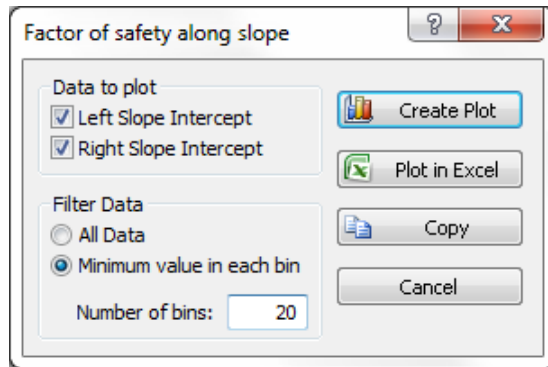 Factor of safety along slope
?
Data to plot
Left Slope Intercept
Right Slope Intercept
Filter Data
All Data
Minimum value in each bin
Number of bins: 20
Create Plot
Plot in Excel
Copy
Cancel